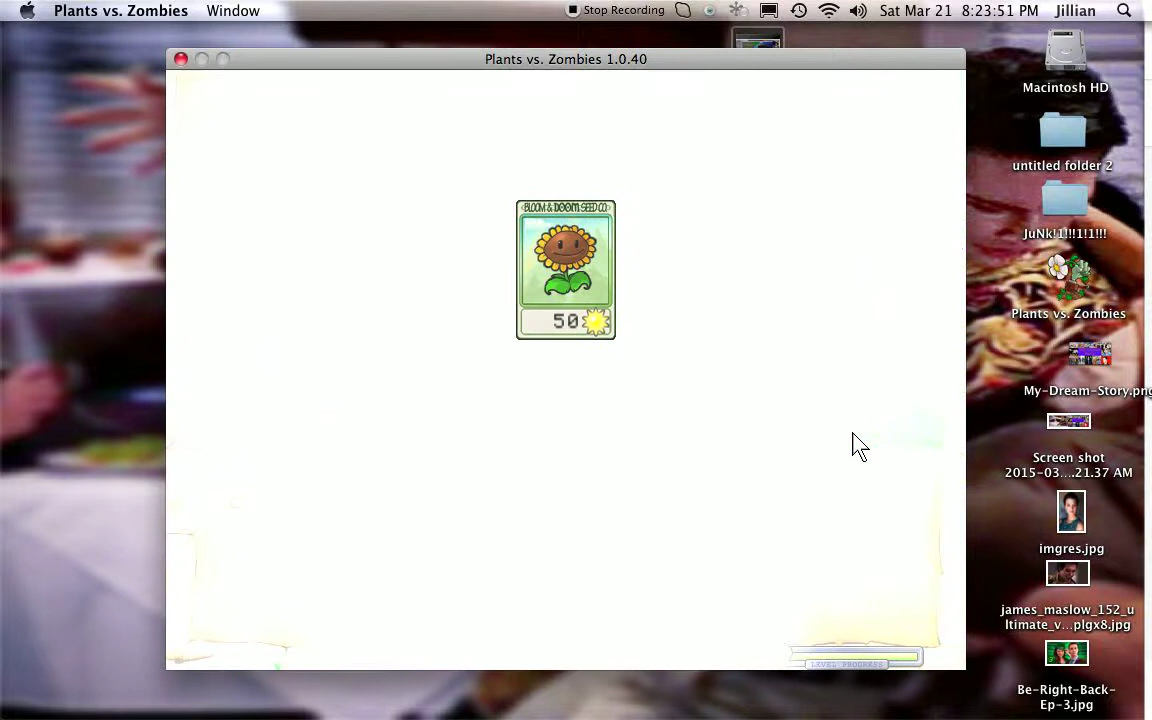 Plants vs. Zombies Window Stop Recording Sat Mar 21 8:23:51 PM Jillian
Plants vs. Zombies 1.0.40
BLOOM & DOOM SEED CO
50
LEVEL PROGRESS
Macintosh HD
untitled folder 2
JuNk!1!!!1!1!!!
Plants vs. Zombies
My-Dream-Story.png
Screen shot
2015-03....21.37 AM
imgres.jpg
james_maslow_152_u
ltimate_v...plgx8.jpg
Be-Right-Back-
Ep-3.jpg